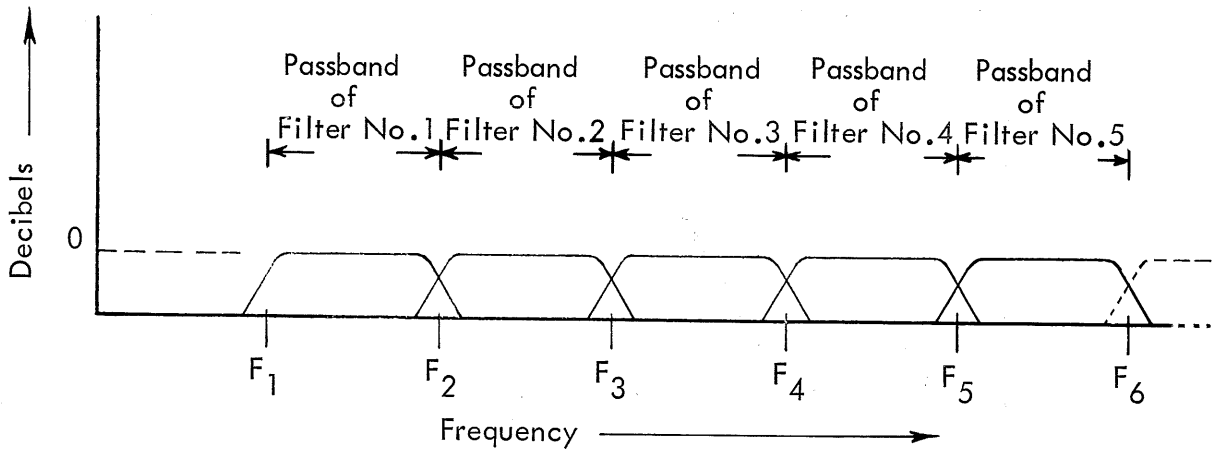 Passband of Filter No.1
Passband of Filter No.2
Passband of Filter No.3
Passband of Filter No.4
Passband of Filter No.5
Decibels
0
F1
F2
F3
F4
F5
F6
Frequency